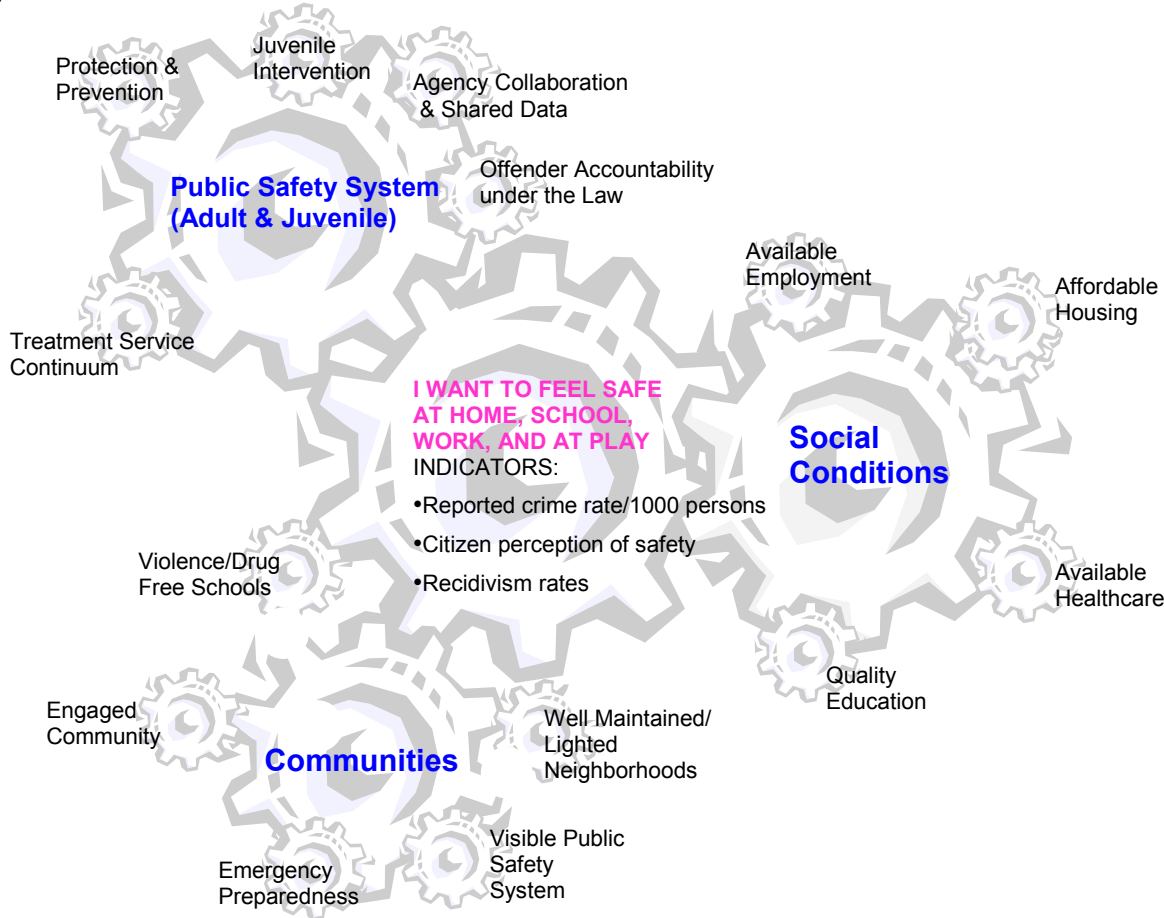 Protection &
Prevention
Juvenile
Intervention
Agency Collaboration
& Shared Data
Offender Accountability
under the Law
Public Safety System
(Adult & Juvenile)
Treatment Service
Continuum
Available
Employment
Affordable
Housing
I WANT TO FEEL SAFE
AT HOME, SCHOOL,
WORK, AND AT PLAY
INDICATORS:
•Reported crime rate/1000 persons
•Citizen perception of safety
•Recidivism rates
Social
Conditions
Violence/Drug
Free Schools
Available
Healthcare
Quality
Education
Engaged
Community
Communities
Well Maintained/
Lighted
Neighborhoods
Emergency
Preparedness
Visible Public
Safety
System